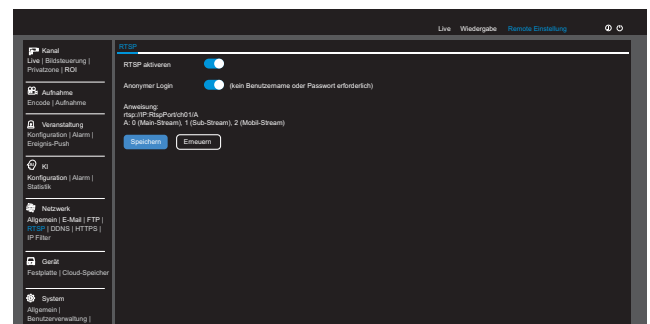 Live Wiedergabe Remote Einstellung
Kanal
Live | Bildsteuerung |
Privatzone | ROI
Aufnahme
Encode | Aufnahme
Veranstaltung
Konfiguration | Alarm |
Ereignis-Push
KI
Konfiguration | Alarm |
Statistik
Netzwerk
Allgemein | E-Mail | FTP |
RTSP | DDNS | HTTPS |
IP Filter
Gerät
Festplatte | Cloud-Speicher
System
Allgemein |
Benutzerverwaltung |
RTSP
RTSP aktivieren
Anonymer Login (kein Benutzername oder Passwort erforderlich)
Anweisung:
rtsp://IP:RtspPort/ch01/A
A: 0 (Main-Stream), 1 (Sub-Stream), 2 (Mobil-Stream)
Speichern Erneuern